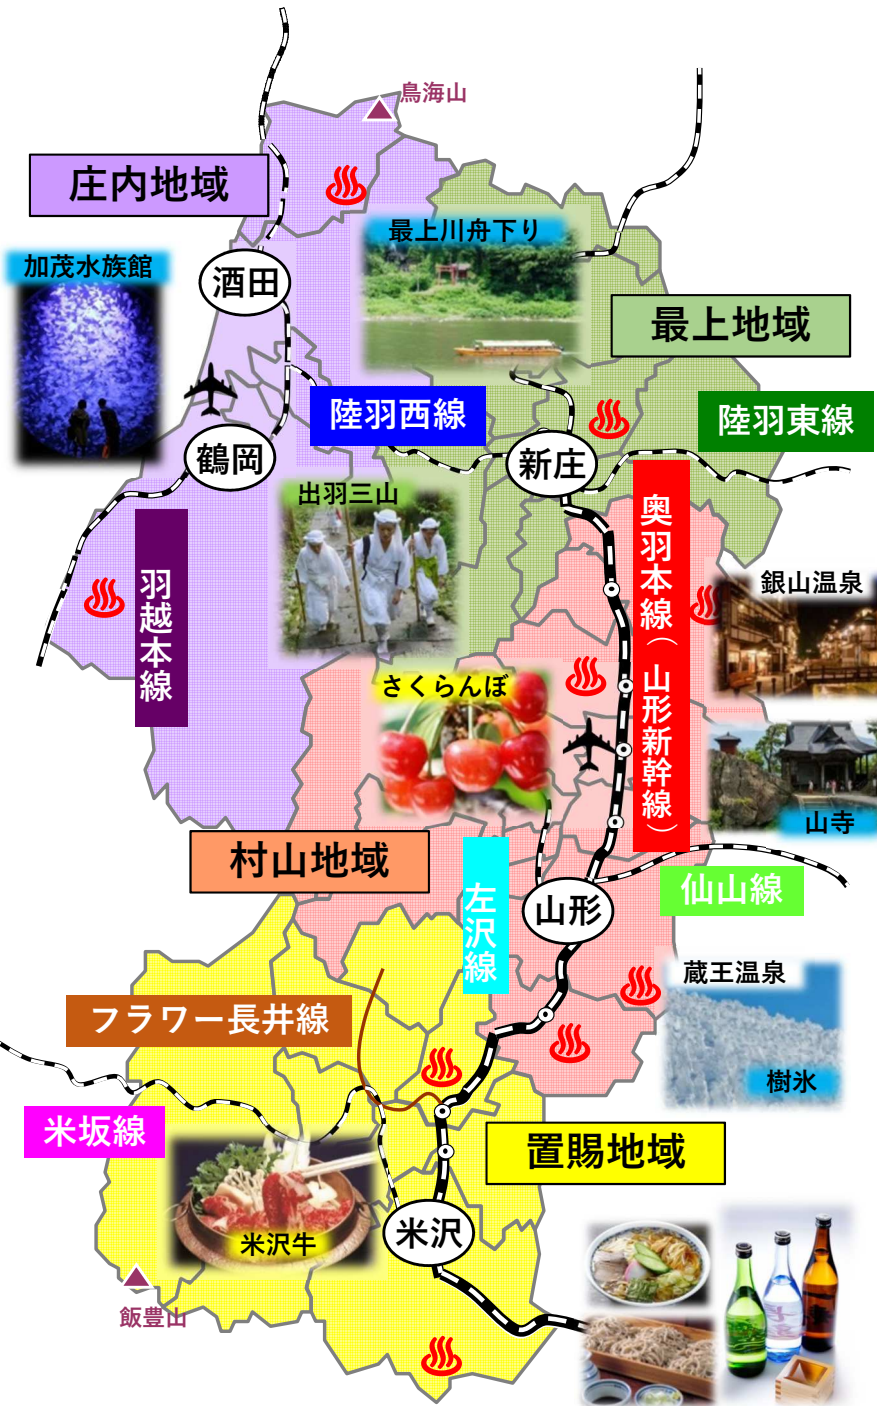 鳥海山
庄内地域
最上川舟下り
加茂水族館
酒田
最上地域
陸羽西線
陸羽東線
鶴岡
新庄
出羽三山
奥羽本線(山形新幹線)
羽越本線
銀山温泉
さくらんぼ
山寺
村山地域
左沢線
山形
仙山線
蔵王温泉
フラワー長井線
樹氷
米坂線
置賜地域
米沢
米沢牛
飯豊山